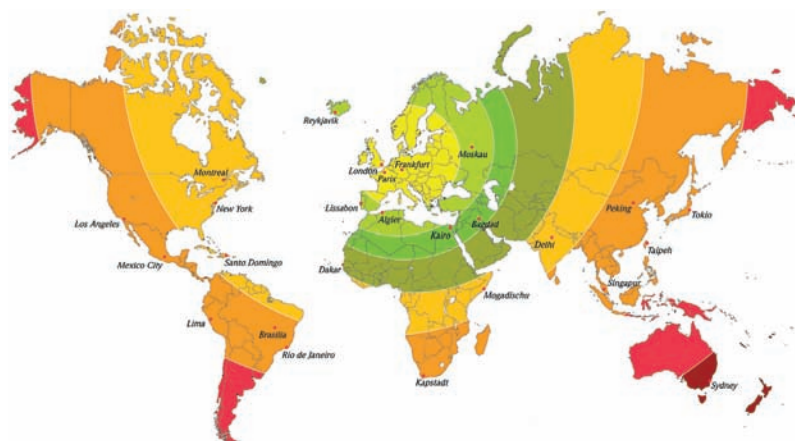 Reykjavik
Moskau
Frankfurt
London
Paris
Montreal
New York
Lissabon
Algier
Los Angeles
Kairo
Bagdad
Peking
Tokio
Delhi
Taipeh
Mexico City
Santo Domingo
Dakar
Mogadischu
Singapur
Lima
Brasilia
Rio de Janeiro
Kapstadt
Sydney